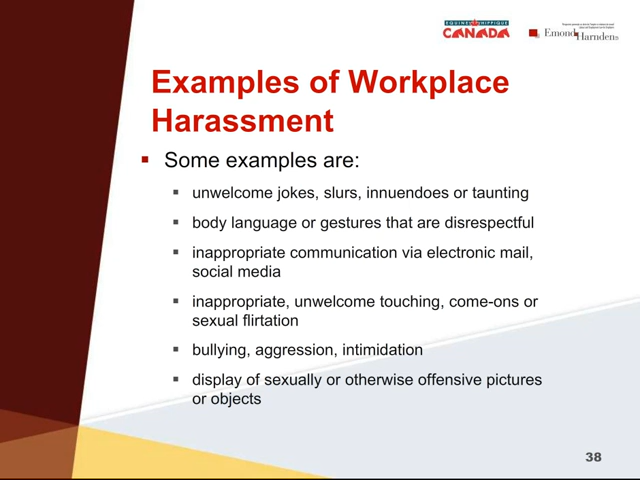 EQUINE HIPPIQUE
CANADA
Emond Harnden
Examples of Workplace
Harassment
Some examples are:
unwelcome jokes, slurs, innuendoes or taunting
body language or gestures that are disrespectful
inappropriate communication via electronic mail,
social media
inappropriate, unwelcome touching, come-ons or
sexual flirtation
bullying, aggression, intimidation
display of sexually or otherwise offensive pictures
or objects
38